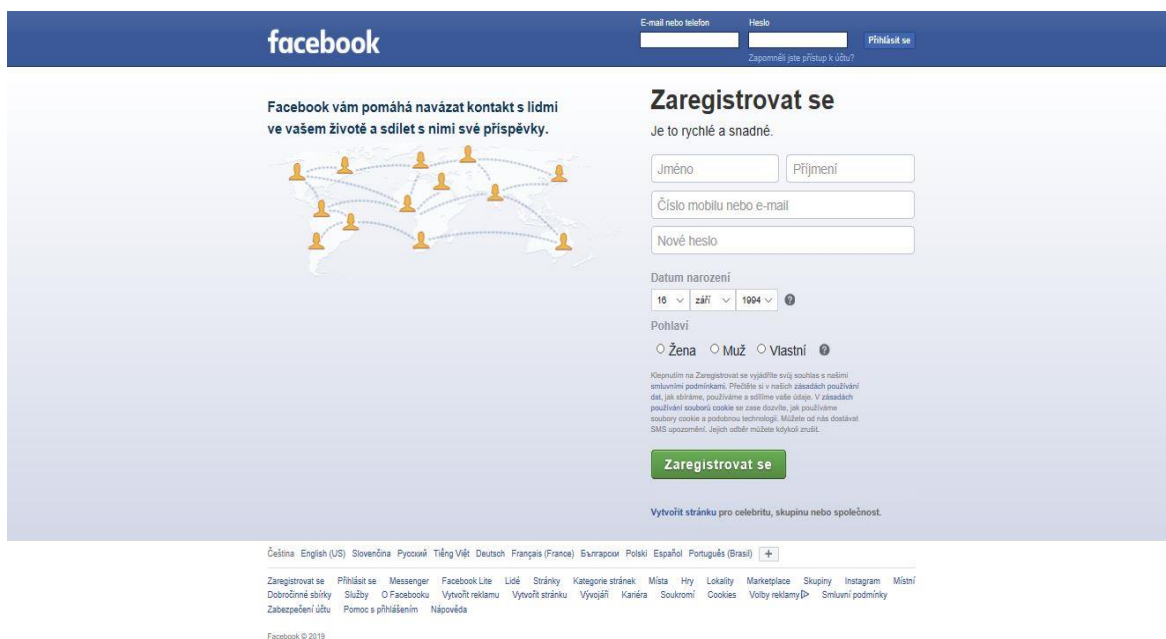 facebook
E-mail nebo telefon
Heslo
Přihlásit se
Zapomněli jste přístup k účtu?
Facebook vám pomáhá navázat kontakt s lidmi
ve vašem životě a sdílet s nimi své příspěvky.
Zaregistrovat se
Je to rychlé a snadné.
Jméno
Příjmení
Číslo mobilu nebo e-mail
Nové heslo
Datum narození
16 září 1994
Pohlaví
Žena Muž Vlastní
Klepnutím na Zaregistrovat se vyjádříte svůj souhlas s našimi
smluvními podmínkami. Přečtěte si v našich zásadách používání
dat, jak sbíráme, používáme a sdílíme vaše údaje. V zásadách
používání souborů cookie se zase dozvíte, jak používáme
soubory cookie a podobnou technologii. Můžete od nás dostávat
SMS upozornění. Jejich odběr můžete kdykoli zrušit.
Zaregistrovat se
Vytvořit stránku pro celebritu, skupinu nebo společnost.
Čeština English (US) Slovenčina Русский Tiếng Việt Deutsch Français (France) Български Polski Español Português (Brasil) +
Zaregistrovat se Přihlásit se Messenger Facebook Lite Lidé Stránky Kategorie stránek Místa Hry Lokality Marketplace Skupiny Instagram Místní
Dobročinné sbírky Služby O Facebooku Vytvořit reklamu Vytvořit stránku Vývojáři Kariéra Soukromí Cookies Volby reklamy Smluvní podmínky
Zabezpečení účtu Pomoc s přihlášením Nápověda
Facebook © 2019